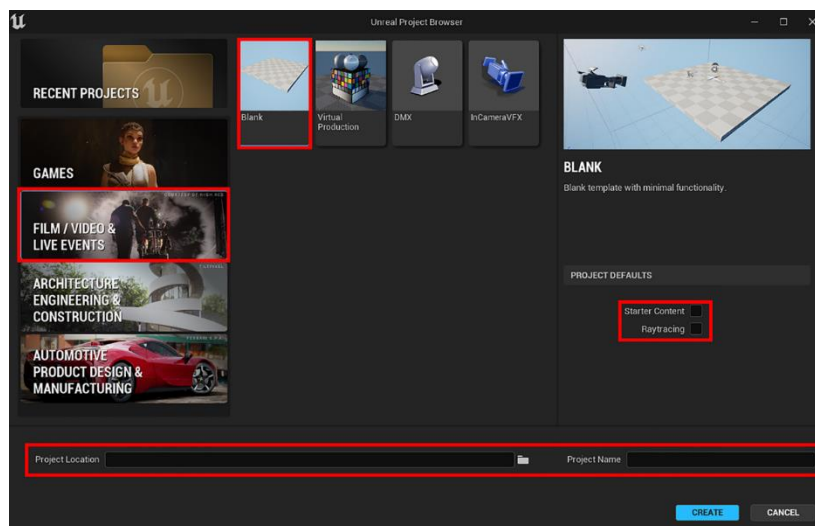 Unreal Project Browser
RECENT PROJECTS
GAMES
FILM / VIDEO &
LIVE EVENTS
ARCHITECTURE
ENGINEERING &
CONSTRUCTION
AUTOMOTIVE
PRODUCT DESIGN &
MANUFACTURING
Blank
Virtual
Production
DMX
InCameraVFX
BLANK
Blank template with minimal functionality.
PROJECT DEFAULTS
Starter Content
Raytracing
Project Location
Project Name
CREATE
CANCEL